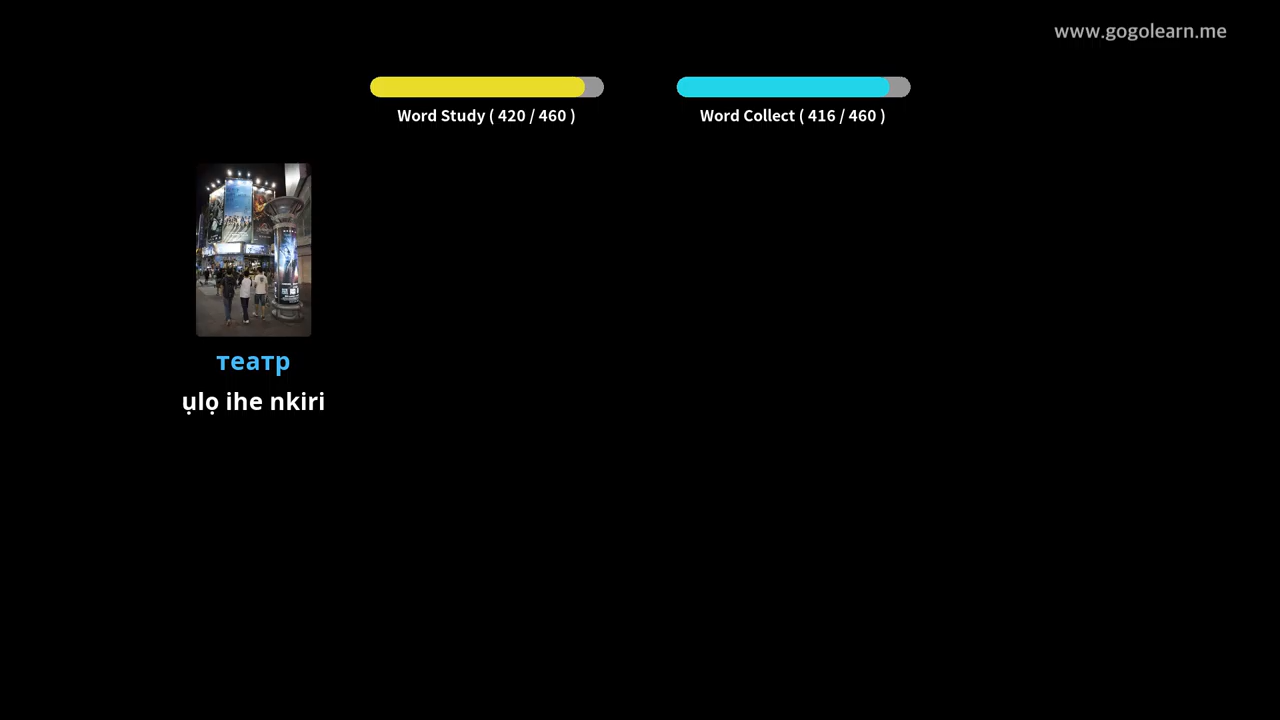 www.gogolearn.me
Word Study ( 420 / 460 )
Word Collect ( 416 / 460 )
театр
ụlọ ihe nkiri